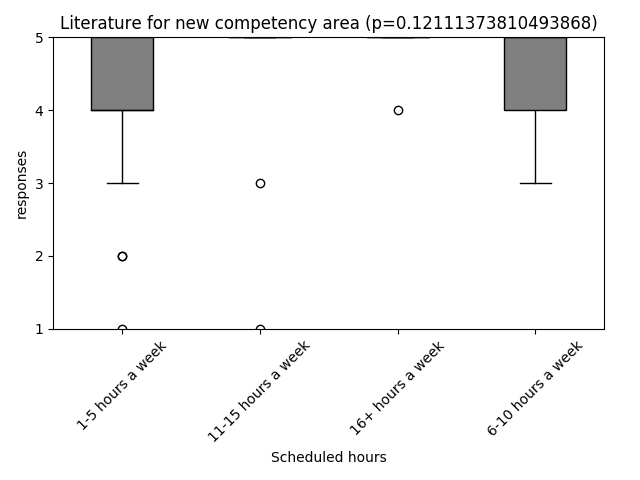 Literature for new competency area (p=0.12111373810493868)
responses
5
4
3
2
1
1-5 hours a week
11-15 hours a week
16+ hours a week
6-10 hours a week
Scheduled hours